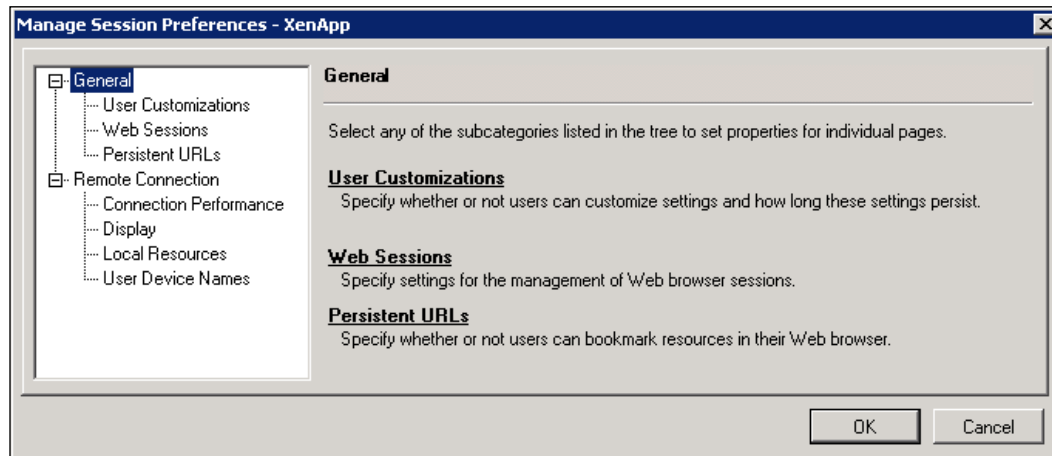 Manage Session Preferences - XenApp
General
User Customizations
Web Sessions
Persistent URLs
Remote Connection
Connection Performance
Display
Local Resources
User Device Names
General
Select any of the subcategories listed in the tree to set properties for individual pages.
User Customizations
Specify whether or not users can customize settings and how long these settings persist.
Web Sessions
Specify settings for the management of Web browser sessions.
Persistent URLs
Specify whether or not users can bookmark resources in their Web browser.
OK
Cancel